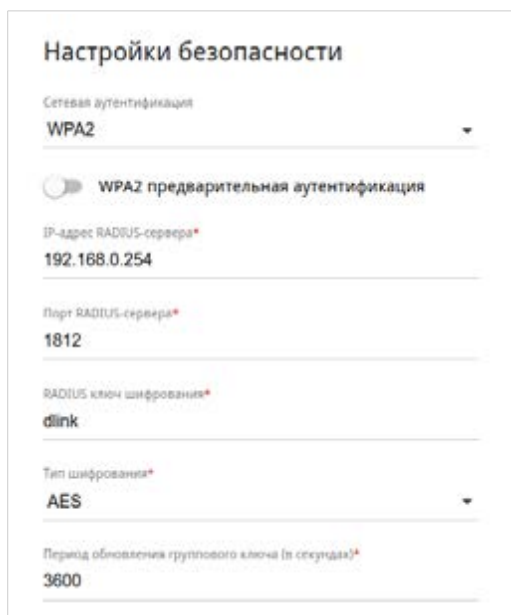 Настройки безопасности
Сетевая аутентификация
WPA2
WPA2 предварительная аутентификация
IP-адрес RADIUS-сервера*
192.168.0.254
Порт RADIUS-сервера*
1812
RADIUS ключ шифрования*
dlink
Тип шифрования*
AES
Период обновления группового ключа (в секундах)*
3600